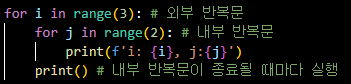 for i in range(3): # 외부 반복문
    for j in range(2): # 내부 반복문
        print(f'i: {i}, j:{j}')
    print() # 내부 반복문이 종료될 때마다 실행